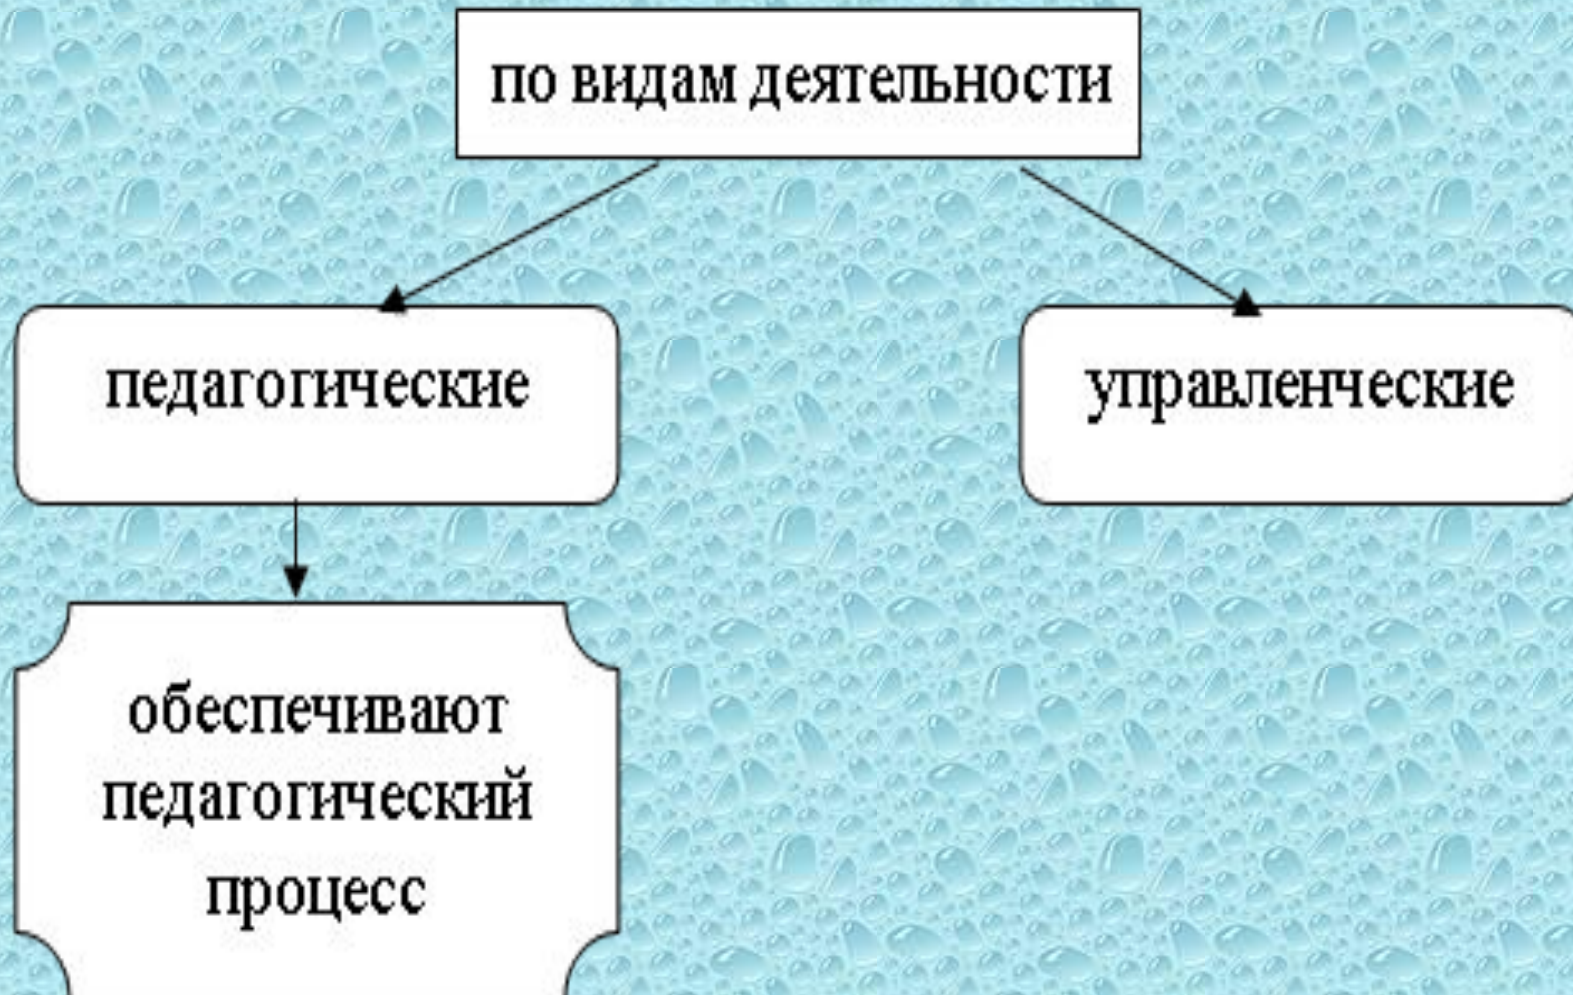 по видам деятельности
педагогические
управленческие
обеспечивают
педагогический
процесс